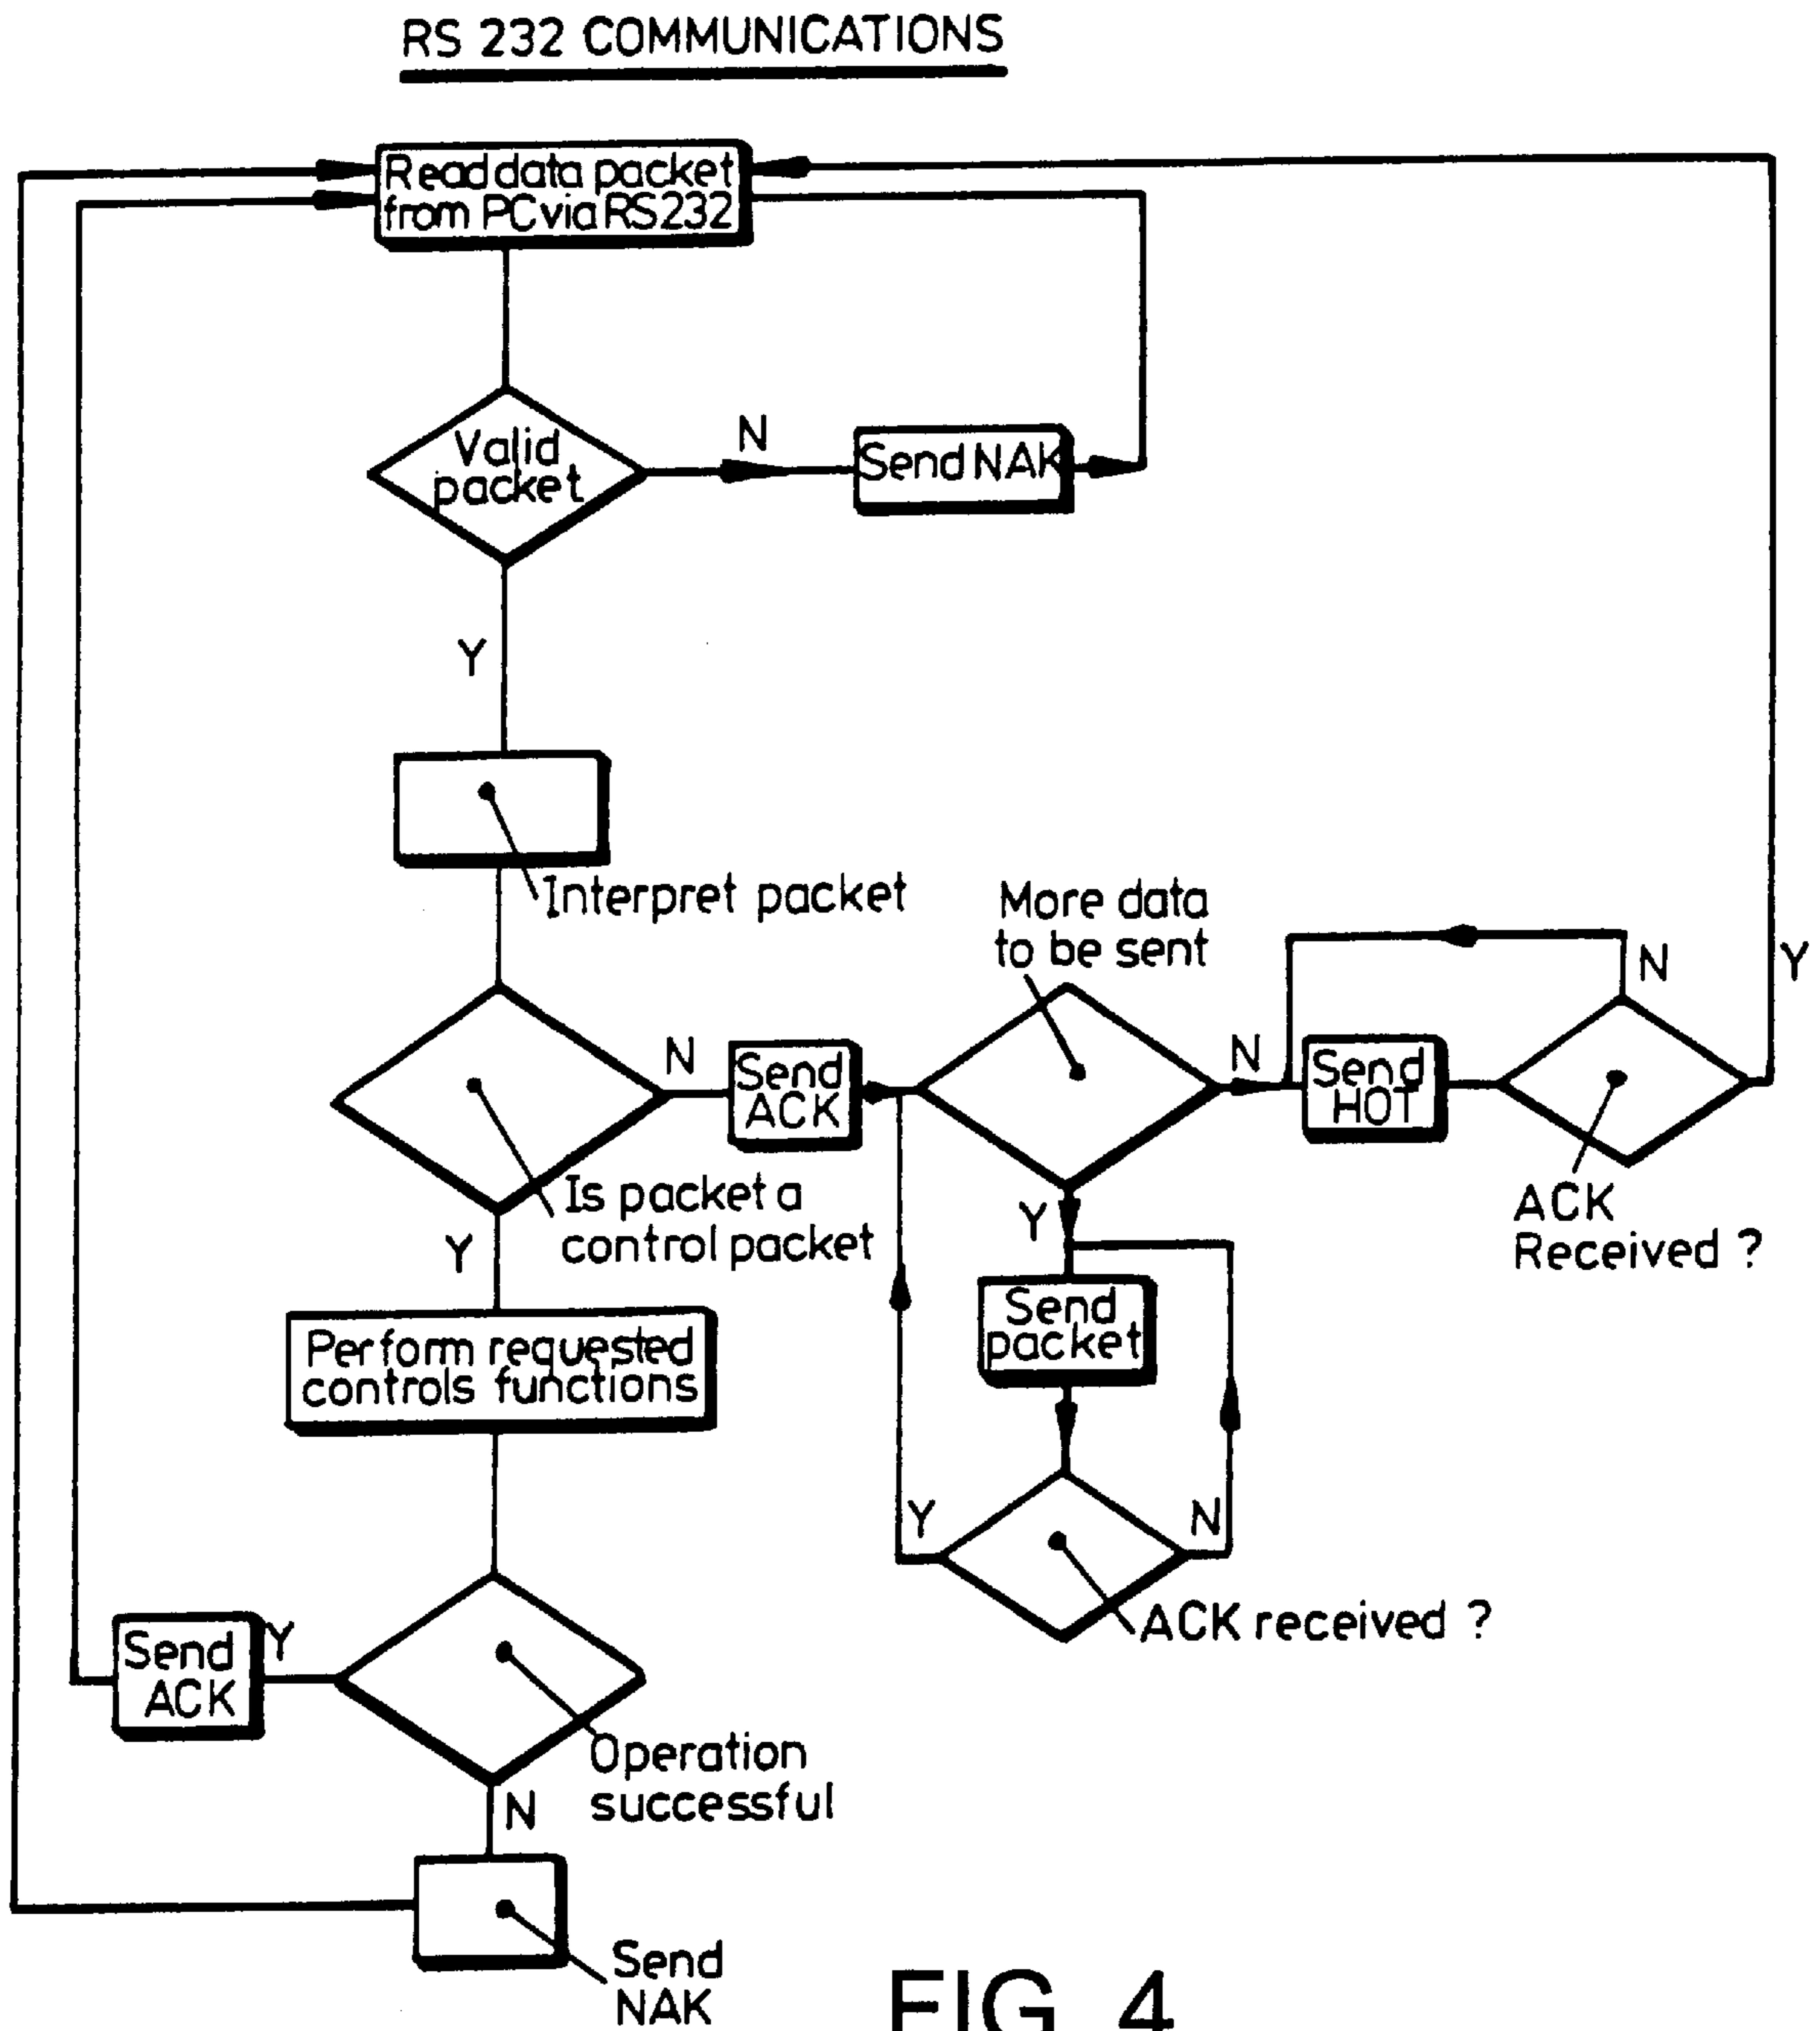 RS 232 COMMUNICATIONS
Read data packet
from PC via RS232
Valid
packet
N
Send NAK
Y
Interpret packet
More data
to be sent
N
Y
N
Send
ACK
N
Send
HOT
Is packet a
control packet
Y
Y
ACK
Received ?
Send
packet
Perform requested
controls functions
Y
N
ACK received ?
Send
ACK
Y
Operation
successful
N
Send
NAK
FIG. 4